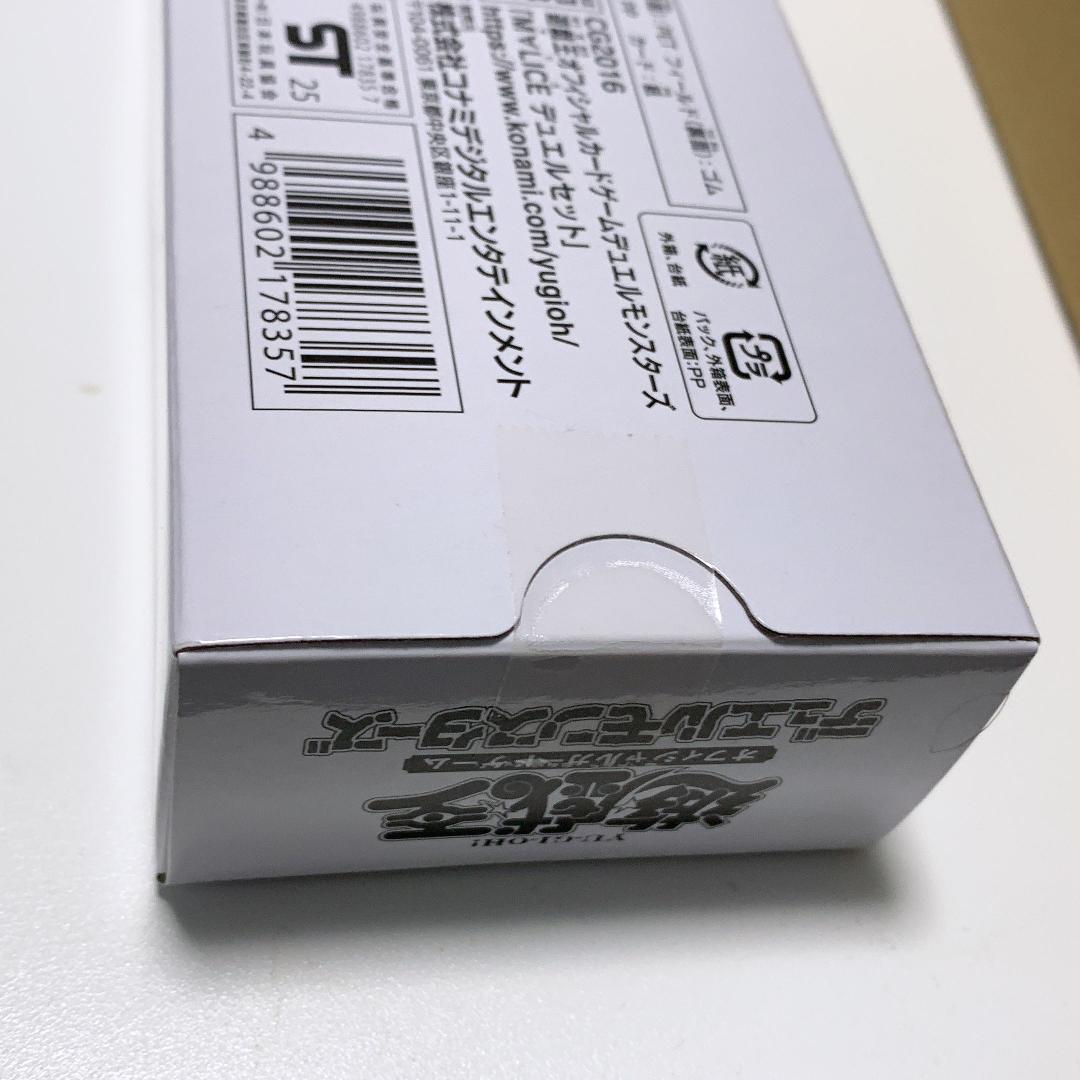 フィールド(裏面):ゴム
カード:紙
CG2016
遊戯王オフィシャルカードゲームデュエルモンスターズ
デュエルセット」
https://www.konami.com/yugioh/
株式会社コナミデジタルエンタテインメント
〒104-0061 東京都中央区銀座1-11-1
紙
外箱、台紙
プラ
パック、外箱表面、
台紙表面:PP
ST
25
4988602 17835 7
4 988602 178357
YU-GI-OH!
遊戯王
オフィシャルカードゲーム
デュエルモンスターズ